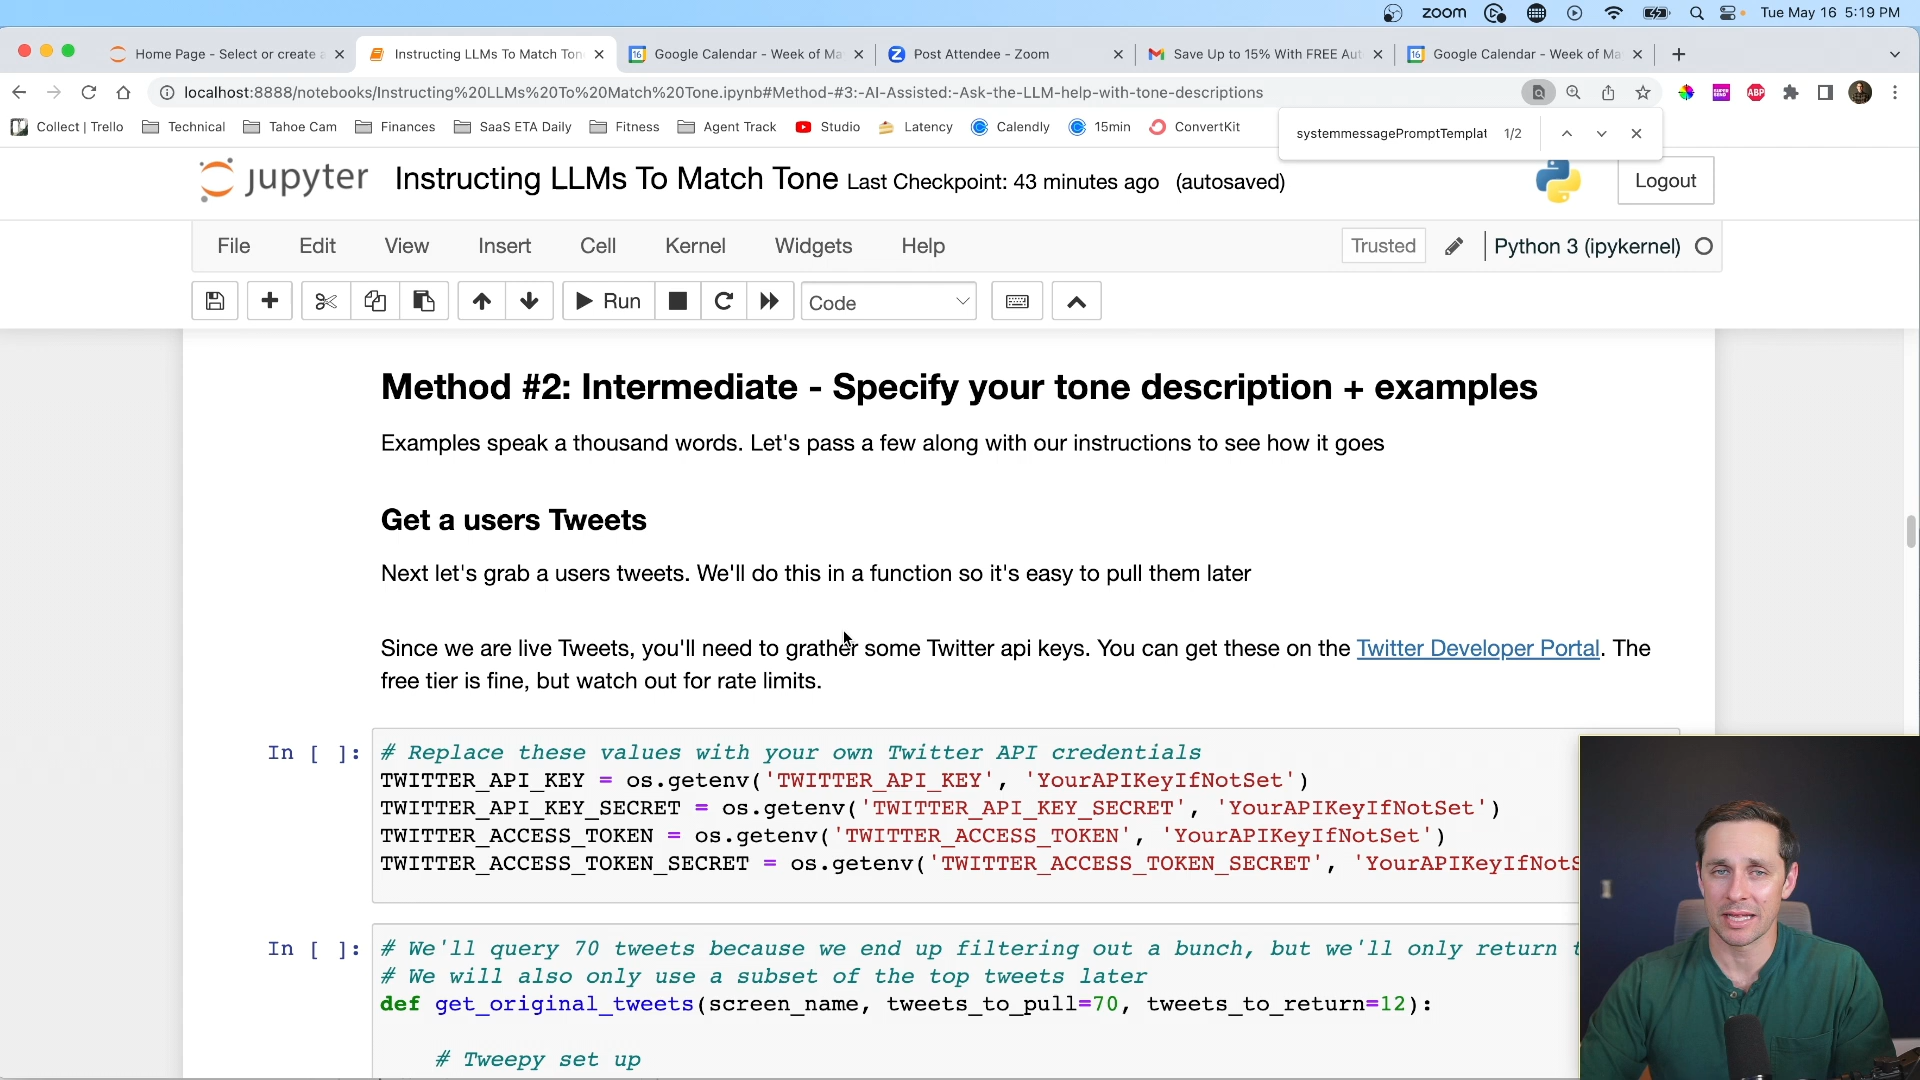 zoom
Tue May 16 5:19 PM
Home Page - Select or create a
Instructing LLMs To Match Ton
Google Calendar - Week of Ma
Post Attendee - Zoom
Save Up to 15% With FREE Aut
Google Calendar - Week of Ma
localhost:8888/notebooks/Instructing%20LLMs%20To%20Match%20Tone.ipynb#Method-#3:-AI-Assisted:-Ask-the-LLM-help-with-tone-descriptions
ABP
Collect | Trello
Technical
Tahoe Cam
Finances
SaaS ETA Daily
Fitness
Agent Track
Studio
Latency
Calendly
15min
ConvertKit
systemmessagePromptTemplat 1/2
jupyter Instructing LLMs To Match Tone Last Checkpoint: 43 minutes ago (autosaved)
Logout
File Edit View Insert Cell Kernel Widgets Help
Trusted
Python 3 (ipykernel)
Run
Code
Method #2: Intermediate - Specify your tone description + examples
Examples speak a thousand words. Let's pass a few along with our instructions to see how it goes
Get a users Tweets
Next let's grab a users tweets. We'll do this in a function so it's easy to pull them later
Since we are live Tweets, you'll need to grather some Twitter api keys. You can get these on the Twitter Developer Portal. The
free tier is fine, but watch out for rate limits.
In [ ]:
# Replace these values with your own Twitter API credentials
TWITTER_API_KEY = os.getenv('TWITTER_API_KEY', 'YourAPIKeyIfNotSet')
TWITTER_API_KEY_SECRET = os.getenv('TWITTER_API_KEY_SECRET', 'YourAPIKeyIfNotSet')
TWITTER_ACCESS_TOKEN = os.getenv('TWITTER_ACCESS_TOKEN', 'YourAPIKeyIfNotSet')
TWITTER_ACCESS_TOKEN_SECRET = os.getenv('TWITTER_ACCESS_TOKEN_SECRET', 'YourAPIKeyIfNotS
In [ ]:
# We'll query 70 tweets because we end up filtering out a bunch, but we'll only return t
# We will also only use a subset of the top tweets later
def get_original_tweets(screen_name, tweets_to_pull=70, tweets_to_return=12):
# Tweepy set up